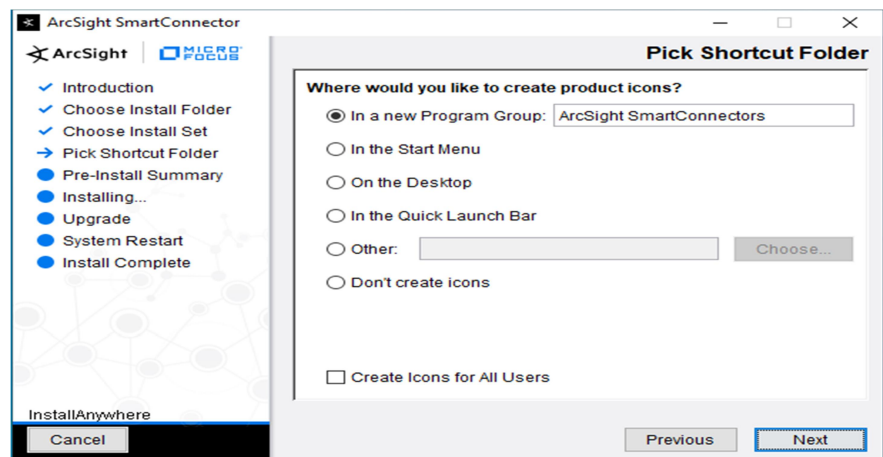 ArcSight SmartConnector
ArcSight
MICRO
FOCUS
Pick Shortcut Folder
Introduction
Choose Install Folder
Choose Install Set
Pick Shortcut Folder
Pre-Install Summary
Installing...
Upgrade
System Restart
Install Complete
Where would you like to create product icons?
In a new Program Group: ArcSight SmartConnectors
In the Start Menu
On the Desktop
In the Quick Launch Bar
Other: Choose...
Don't create icons
Create Icons for All Users
InstallAnywhere
Cancel Previous Next